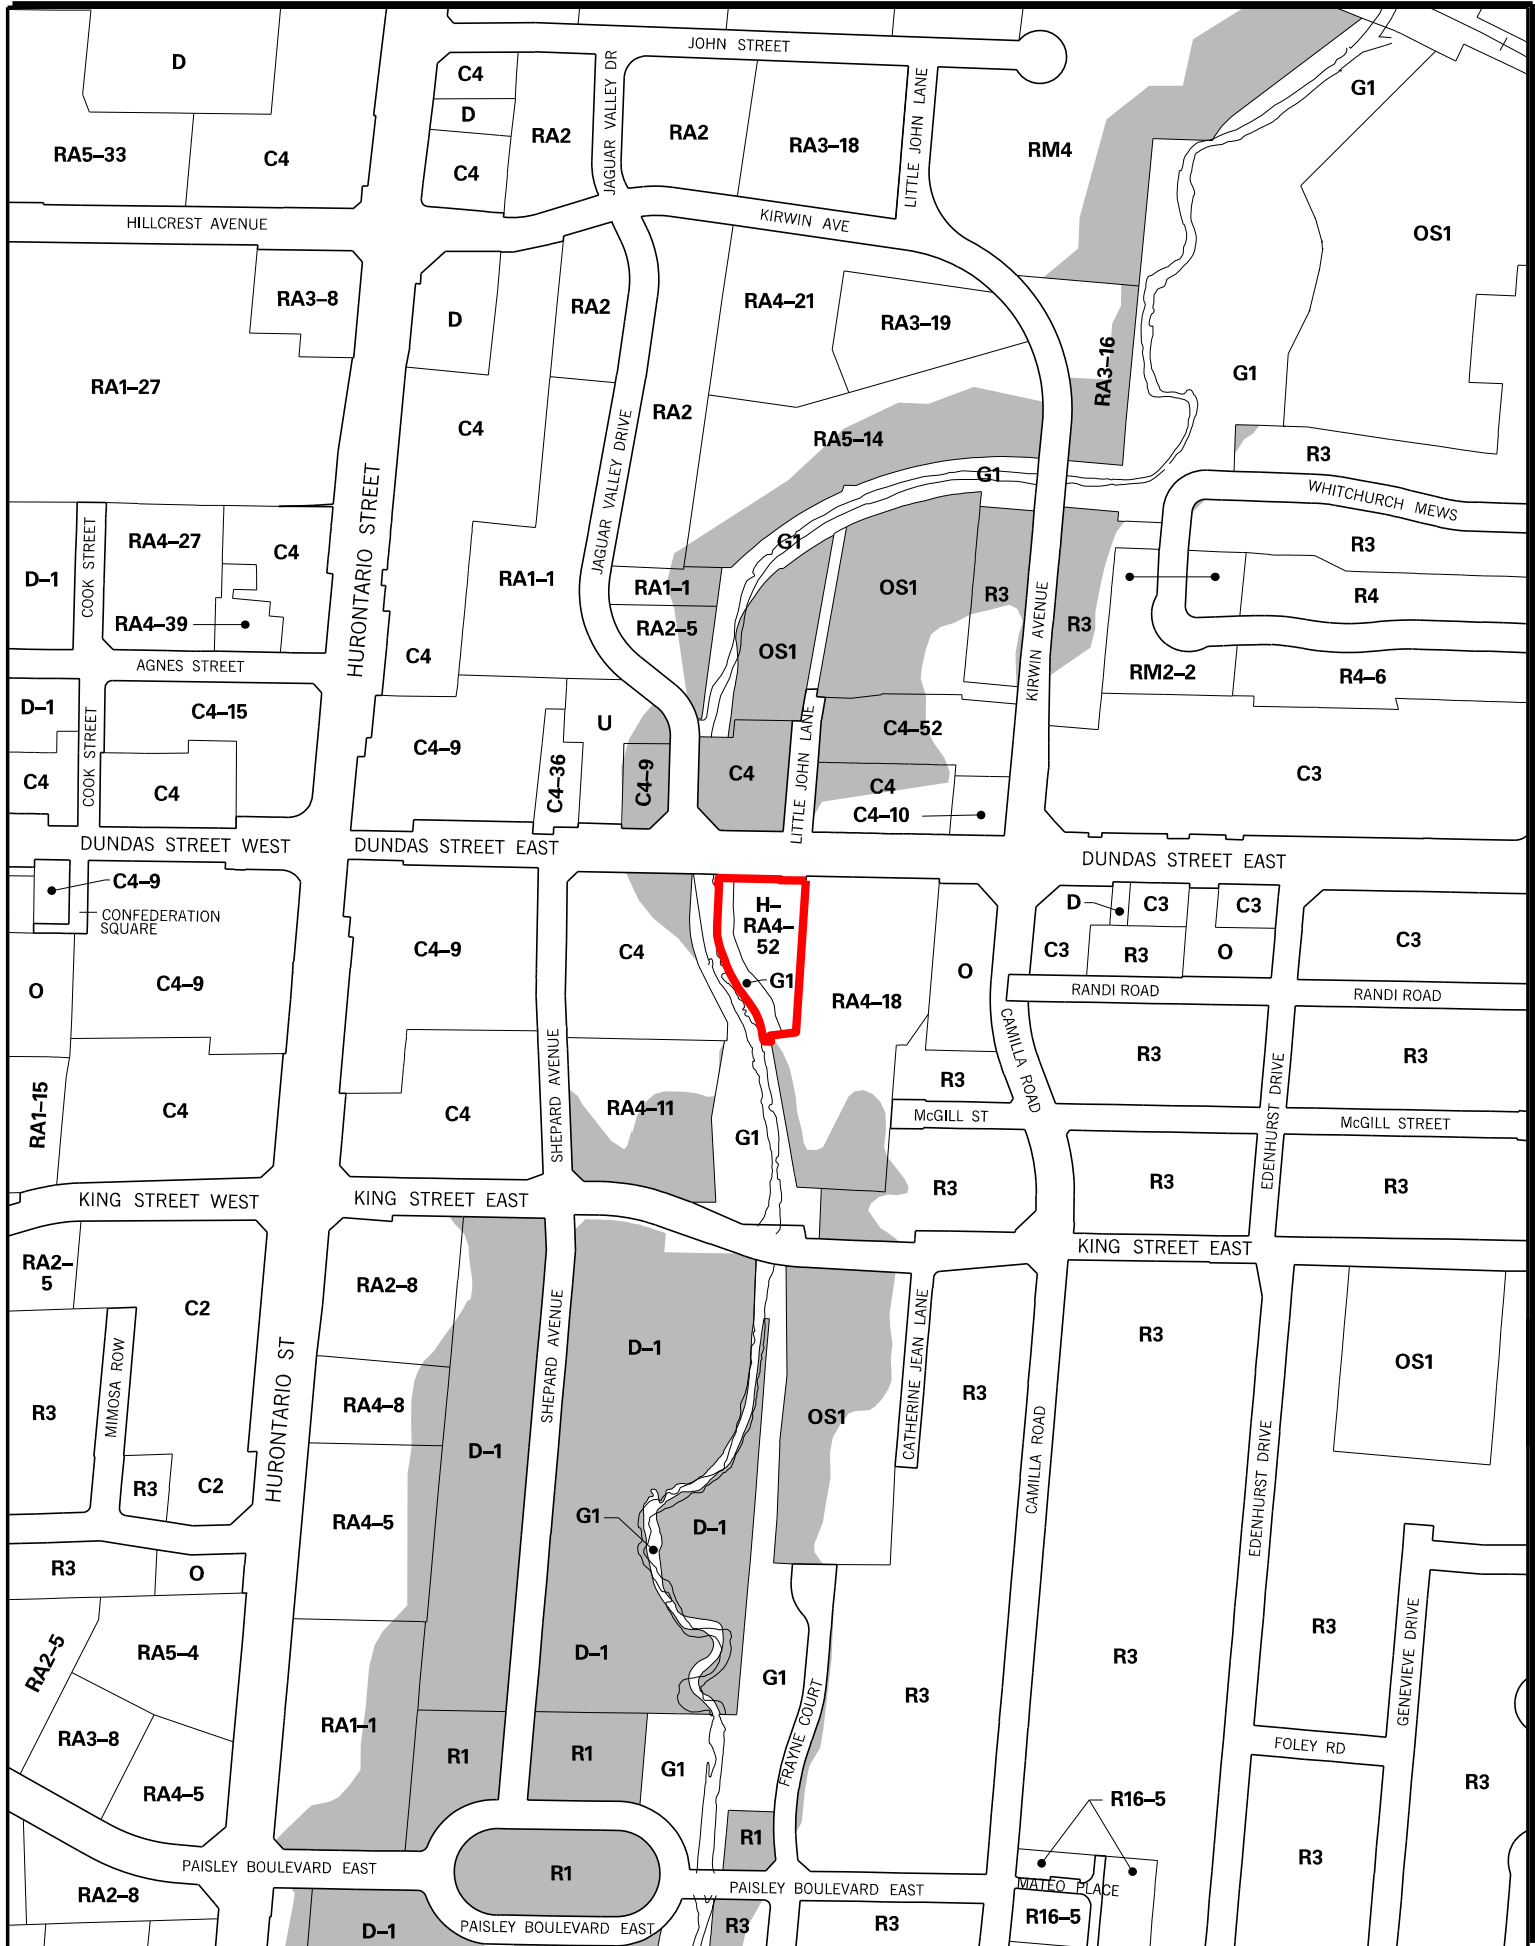 JOHN STREET
D
C4
D
C4
RA2
JAGUAR VALLEY DR
RA2
RA3–18
LITTLE JOHN LANE
RM4
G1
RA5–33
C4
HILLCREST AVENUE
KIRWIN AVE
OS1
RA3–8
D
RA2
RA4–21
RA3–19
RA3–16
G1
RA1–27
C4
RA2
JAGUAR VALLEY DRIVE
RA5–14
G1
R3
WHITCHURCH MEWS
HURONTARIO STREET
COOK STREET
RA4–27
C4
D–1
RA4–39
RA1–1
RA1–1
RA2–5
G1
OS1
OS1
R3
KIRWIN AVENUE
R3
R3
R4
RM2–2
R4–6
AGNES STREET
C4
D–1
C4–15
COOK STREET
C4
C4
C4–9
U
C4–36
C4–9
C4
LITTLE JOHN LANE
C4–52
C4
C4–10
C3
DUNDAS STREET WEST
DUNDAS STREET EAST
DUNDAS STREET EAST
C4–9
CONFEDERATION
SQUARE
O
C4–9
C4–9
C4
H–
RA4–
52
G1
RA4–18
O
D
C3
C3
C3
R3
O
C3
RANDI ROAD
RANDI ROAD
CAMILLA ROAD
R3
EDENHURST DRIVE
R3
RA1–15
C4
C4
SHEPARD AVENUE
RA4–11
G1
R3
McGILL ST
McGILL STREET
R3
R3
R3
KING STREET WEST
KING STREET EAST
KING STREET EAST
RA2–
5
C2
RA2–8
SHEPARD AVENUE
D–1
CATHERINE JEAN LANE
R3
OS1
MIMOSA ROW
HURONTARIO ST
R3
RA4–8
D–1
OS1
R3
CAMILLA ROAD
EDENHURST DRIVE
R3
C2
RA4–5
G1
D–1
R3
O
RA2–5
RA5–4
D–1
G1
R3
R3
R3
GENEVIEVE DRIVE
RA3–8
RA1–1
R1
R1
G1
FRAYNE COURT
FOLEY RD
RA4–5
R3
R16–5
R1
R1
R3
PAISLEY BOULEVARD EAST
PAISLEY BOULEVARD EAST
MATEO PLACE
RA2–8
D–1
PAISLEY BOULEVARD EAST
R3
R3
R16–5